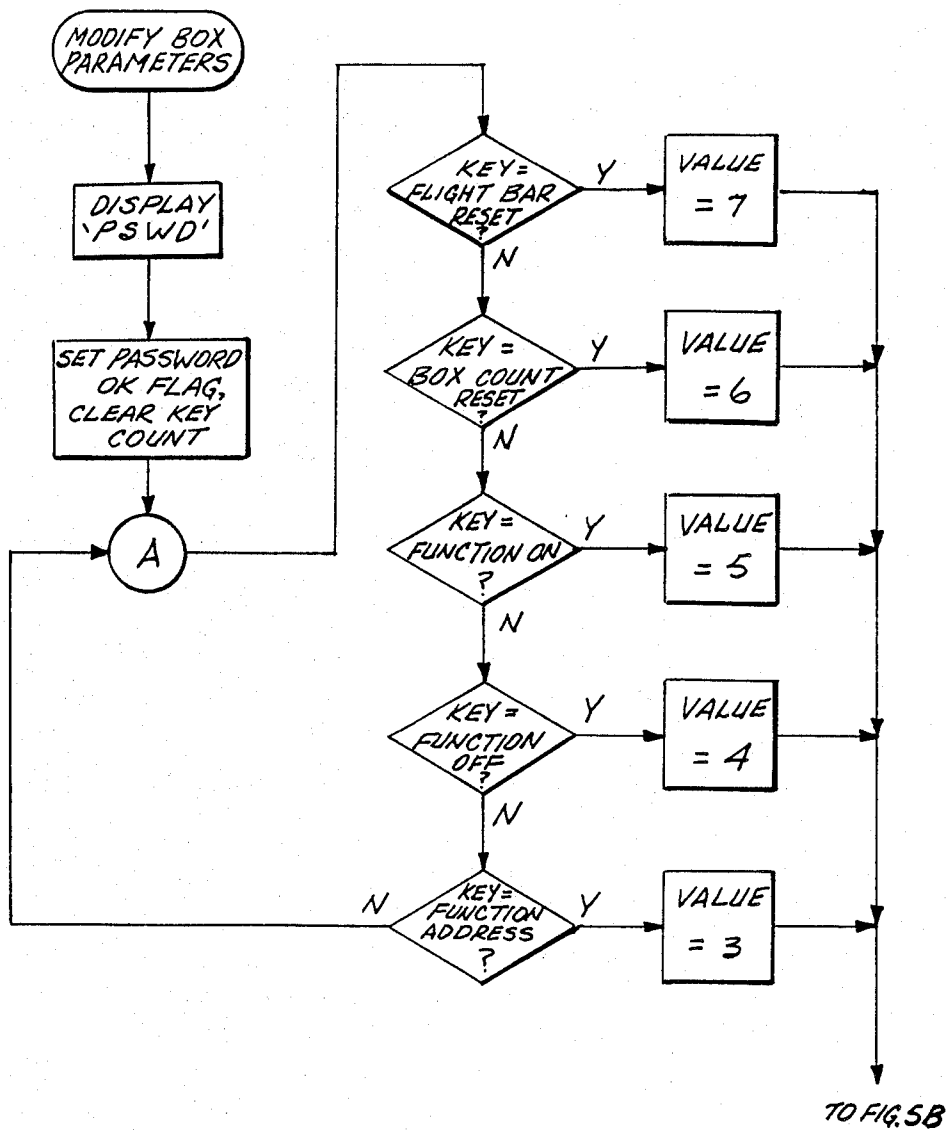 MODIFY BOX
PARAMETERS
DISPLAY
'PSWD'
SET PASSWORD
OK FLAG,
CLEAR KEY
COUNT
A
KEY =
FLIGHT BAR
RESET
?
Y
VALUE
= 7
N
KEY =
BOX COUNT
RESET
?
Y
VALUE
= 6
N
KEY =
FUNCTION ON
?
Y
VALUE
= 5
N
KEY =
FUNCTION
OFF
?
Y
VALUE
= 4
N
KEY =
FUNCTION
ADDRESS
?
N
Y
VALUE
= 3
TO FIG. 5B